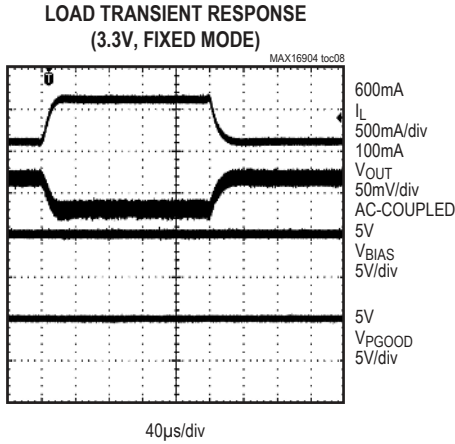 LOAD TRANSIENT RESPONSE
(3.3V, FIXED MODE)
MAX16904 toc08
T
600mA
IL
500mA/div
100mA
VOUT
50mV/div
AC-COUPLED
5V
VBIAS
5V/div
5V
VPGOOD
5V/div
40µs/div